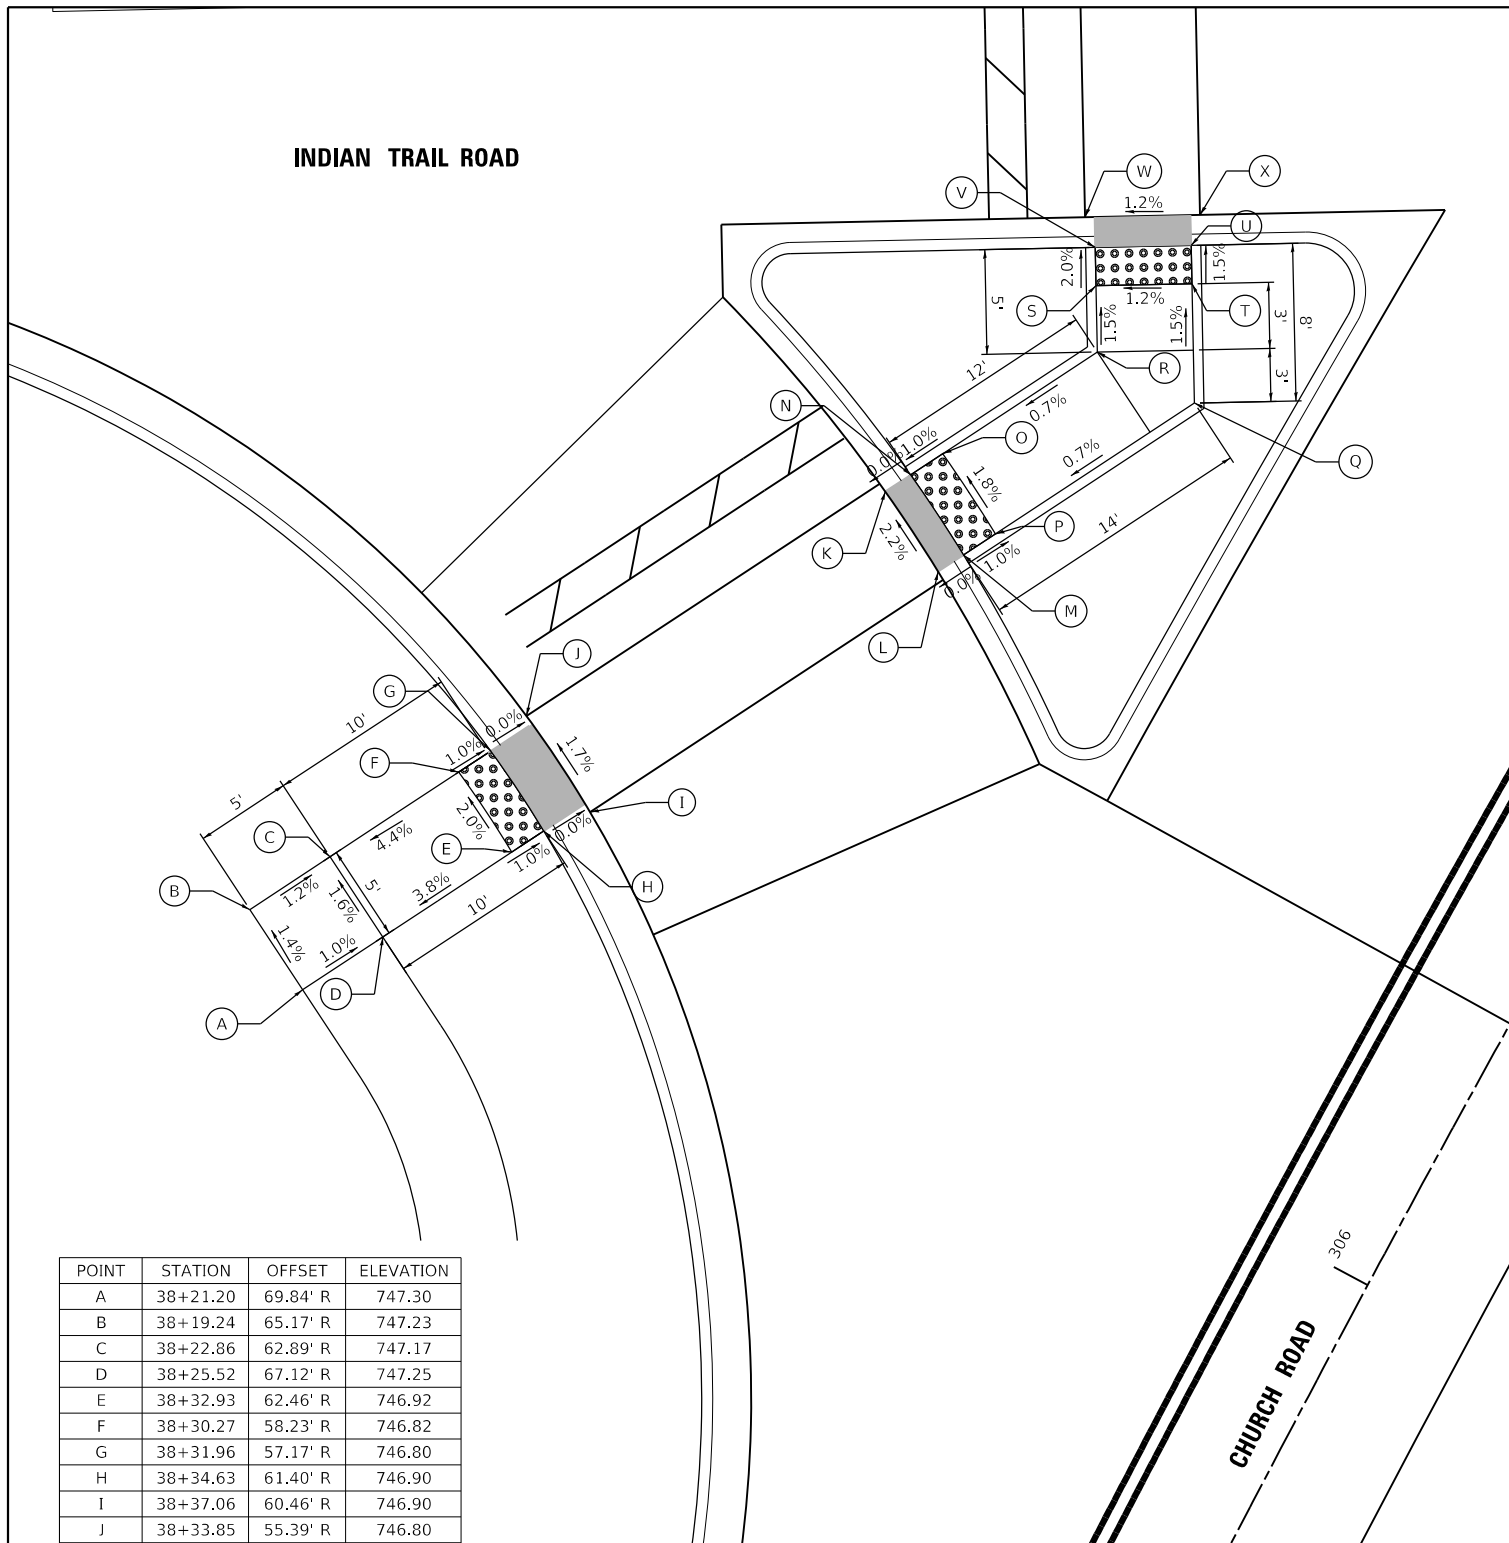 INDIAN TRAIL ROAD
W
X
V
U
1.2%
2.0%
1.5%
S
1.2%
T
5'
1.5%
1.5%
3'
8'
R
3'
12'
N
0.7%
O
Q
0.0%
1.0%
0.7%
1.8%
P
14'
K
2.2%
1.0%
0.0%
M
L
J
G
10'
0.0%
1.7%
F
1.0%
5'
I
2.0%
C
4.4%
E
0.0%
1.0%
H
B
5'
3.8%
1.2%
1.6%
10'
1.4%
1.0%
D
A
306
CHURCH ROAD
POINT STATION OFFSET ELEVATION
A 38+21.20 69.84' R 747.30
B 38+19.24 65.17' R 747.23
C 38+22.86 62.89' R 747.17
D 38+25.52 67.12' R 747.25
E 38+32.93 62.46' R 746.92
F 38+30.27 58.23' R 746.82
G 38+31.96 57.17' R 746.80
H 38+34.63 61.40' R 746.90
I 38+37.06 60.46' R 746.90
J 38+33.85 55.39' R 746.80